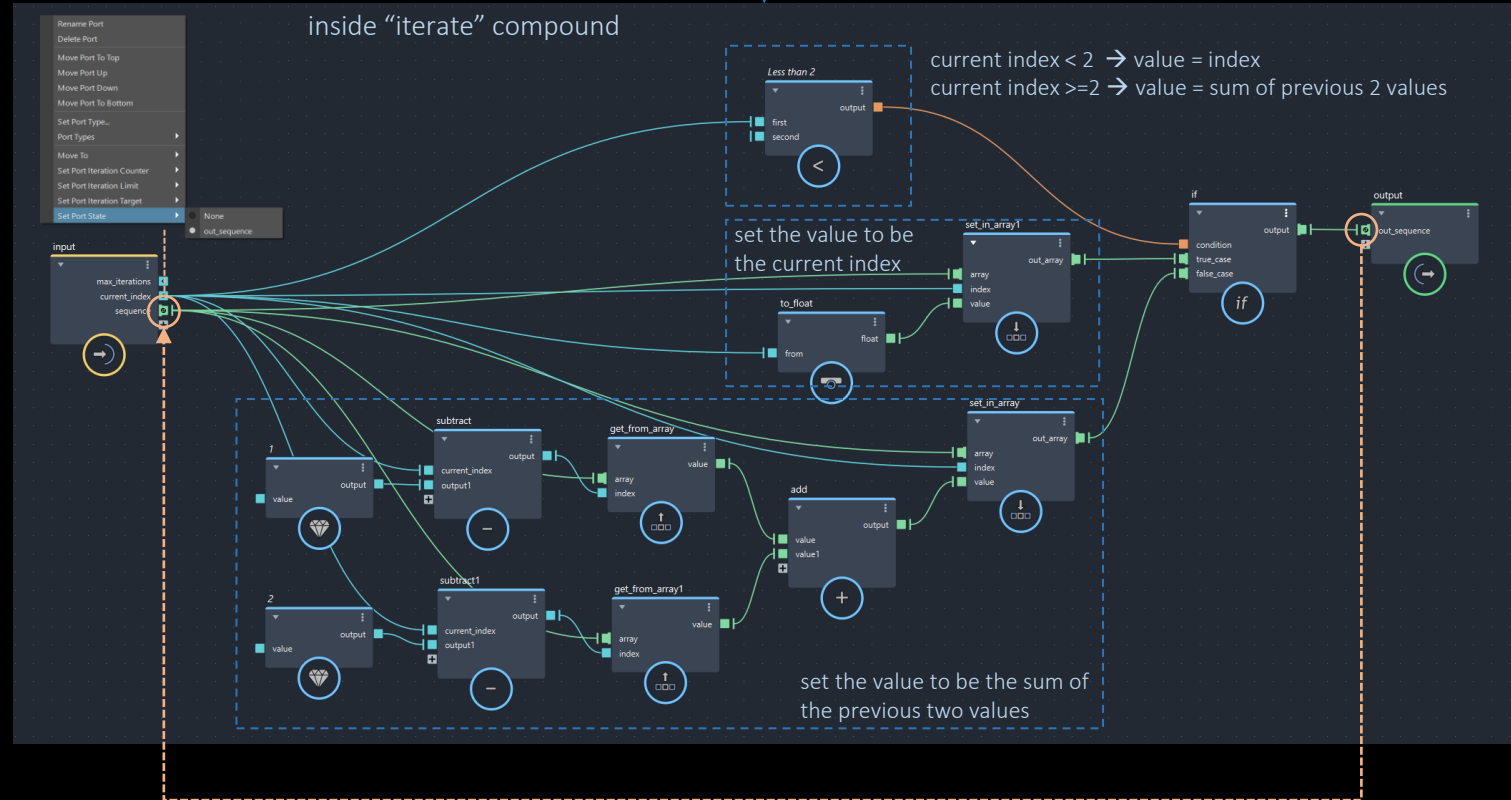 inside “iterate” compound
Rename Port
Delete Port
Move Port To Top
Move Port Up
Move Port Down
Move Port To Bottom
Set Port Type...
Port Types
Move To
Set Port Iteration Counter
Set Port Iteration Limit
Set Port Iteration Target
Set Port State
None
out_sequence
current index < 2 → value = index
current index >=2 → value = sum of previous 2 values
Less than 2
output
first
second
<
input
max_iterations
current_index
sequence
set the value to be
the current index
set_in_array1
out_array
array
index
value
to_float
float
from
if
output
condition
true_case
false_case
if
output
out_sequence
1
output
value
subtract
output
current_index
output1
−
get_from_array
value
array
index
add
output
value
value1
+
set_in_array
out_array
array
index
value
2
output
value
subtract1
output
current_index
output1
−
get_from_array1
value
array
index
set the value to be the sum of
the previous two values